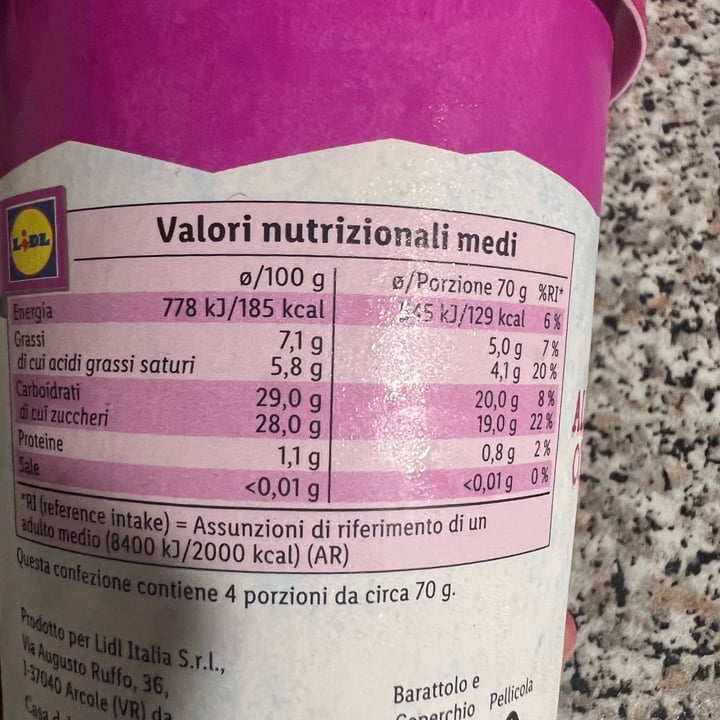 LIDL
Valori nutrizionali medi
ø/100 g ø/Porzione 70 g %RI*
Energia 778 kJ/185 kcal 545 kJ/129 kcal 6%
Grassi 7,1 g 5,0 g 7%
di cui acidi grassi saturi 5,8 g 4,1 g 20%
Carboidrati 29,0 g 20,0 g 8%
di cui zuccheri 28,0 g 19,0 g 22%
Proteine 1,1 g 0,8 g 2%
Sale <0,01 g <0,01 g 0%
*RI (reference intake) = Assunzioni di riferimento di un
adulto medio (8400 kJ/2000 kcal) (AR)
Questa confezione contiene 4 porzioni da circa 70 g.
Prodotto per Lidl Italia S.r.l.,
Via Augusto Ruffo, 36,
I-37040 Arcole (VR) da
Casa
Barattolo e
Coperchio Pellicola